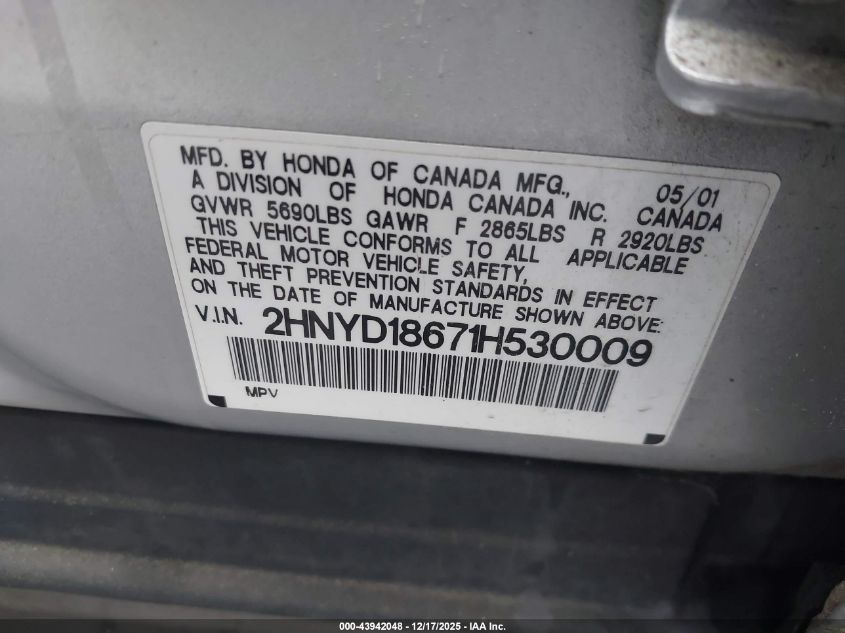 MFD. BY HONDA OF CANADA MFG., 05/01
A DIVISION OF HONDA CANADA INC. CANADA
GVWR 5690LBS GAWR F 2865LBS R 2920LBS
THIS VEHICLE CONFORMS TO ALL APPLICABLE
FEDERAL MOTOR VEHICLE SAFETY,
AND THEFT PREVENTION STANDARDS IN EFFECT
ON THE DATE OF MANUFACTURE SHOWN ABOVE:
V.I.N. 2HNYD18671H530009
MPV
000-43942048 - 12/17/2025 - IAA Inc.